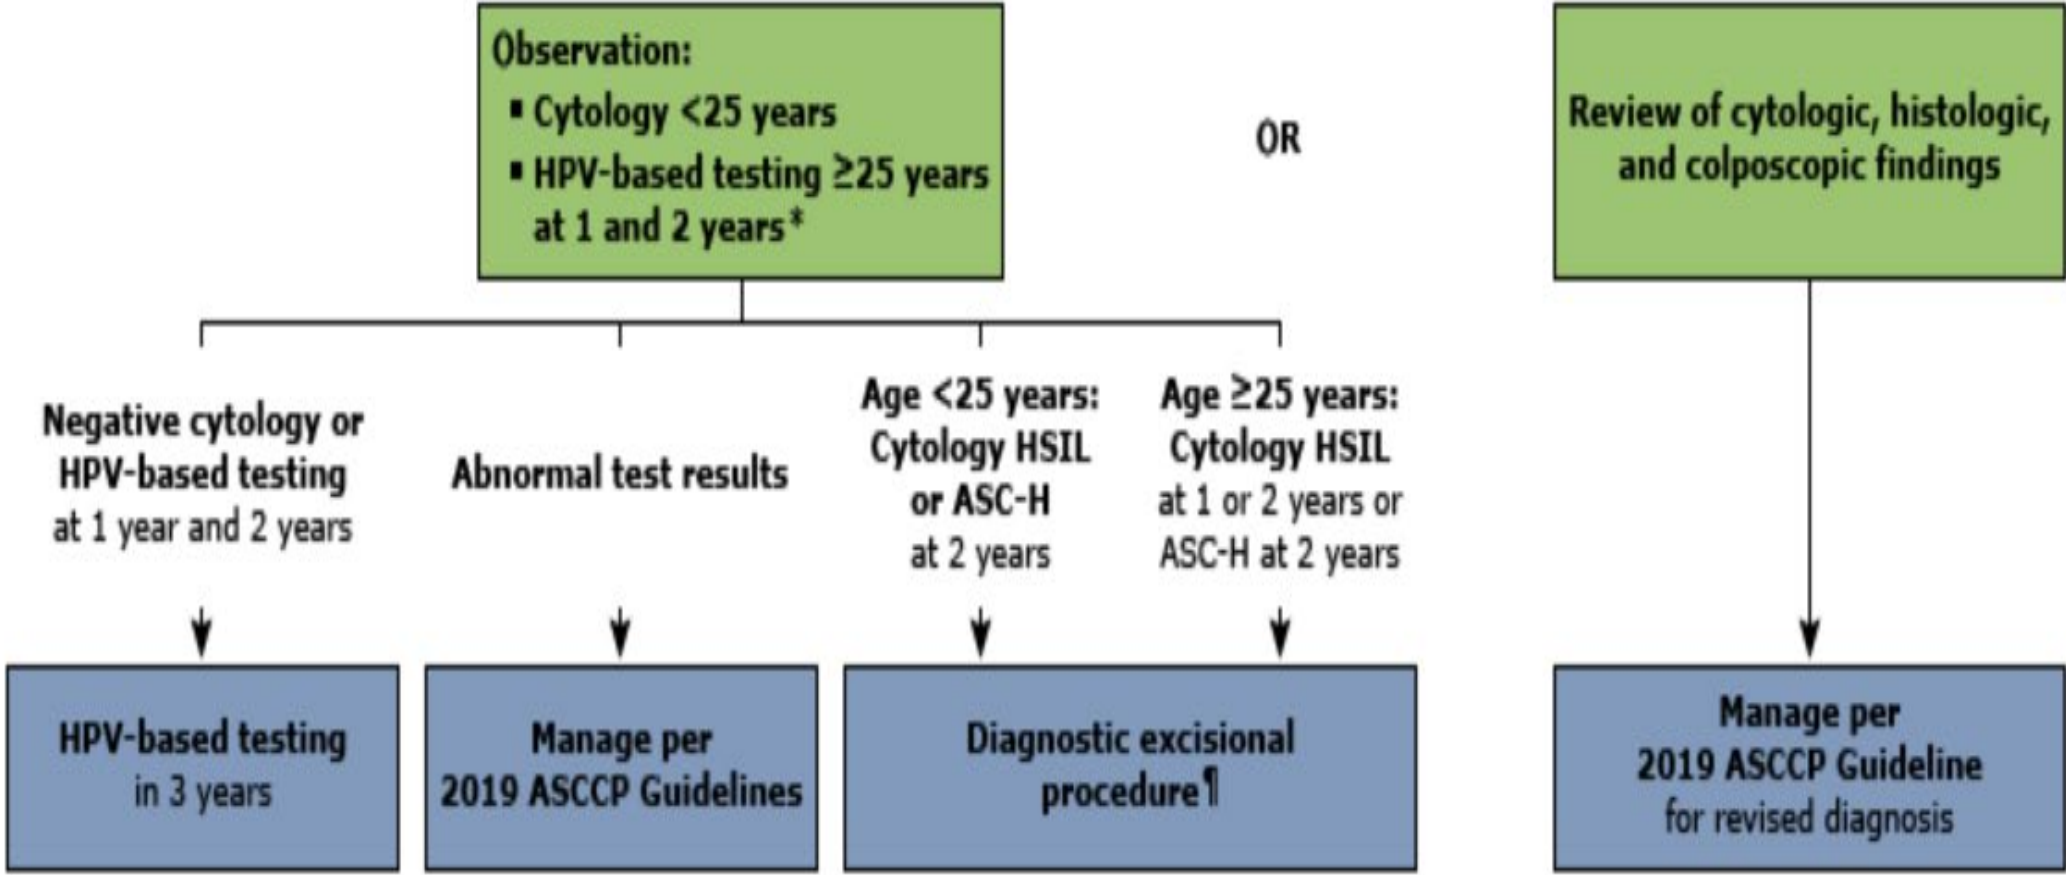 Observation:
▪ Cytology <25 years
▪ HPV-based testing ≥25 years
at 1 and 2 years*
OR
Review of cytologic, histologic,
and colposcopic findings
Negative cytology or
HPV-based testing
at 1 year and 2 years
Abnormal test results
Age <25 years:
Cytology HSIL
or ASC-H
at 2 years
Age ≥25 years:
Cytology HSIL
at 1 or 2 years or
ASC-H at 2 years
HPV-based testing
in 3 years
Manage per
2019 ASCCP Guidelines
Diagnostic excisional
procedure¶
Manage per
2019 ASCCP Guideline
for revised diagnosis